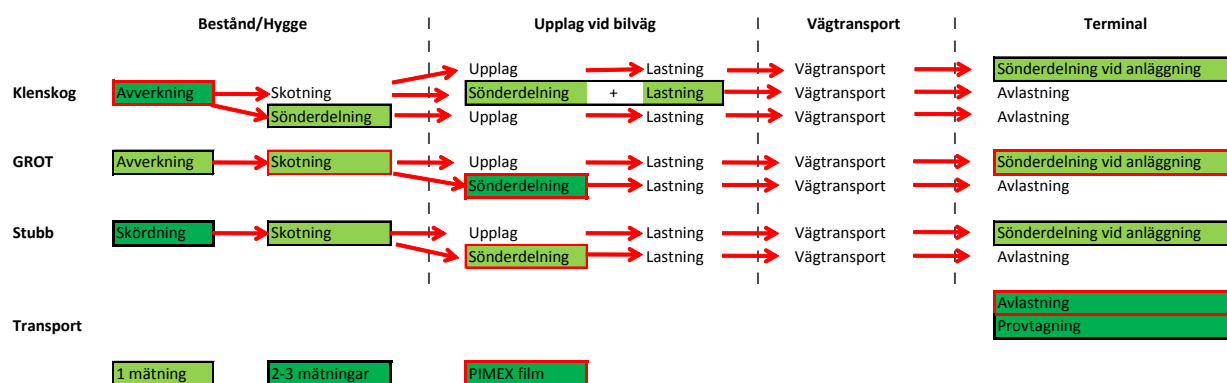 Bestånd/Hygge Upplag vid bilväg Vägtransport Terminal
Upplag Lastning Vägtransport Sönderdelning vid anläggning
Klenskog Avverkning Skotning Sönderdelning + Lastning Vägtransport Avlastning
Sönderdelning Upplag Lastning Vägtransport Avlastning
GROT Avverkning Skotning Upplag Lastning Vägtransport Sönderdelning vid anläggning
Sönderdelning Lastning Vägtransport Avlastning
Stubb Skördning Skotning Upplag Lastning Vägtransport Sönderdelning vid anläggning
Sönderdelning Lastning Vägtransport Avlastning
Avlastning
Transport Provtagning
1 mätning 2-3 mätningar PIMEX film